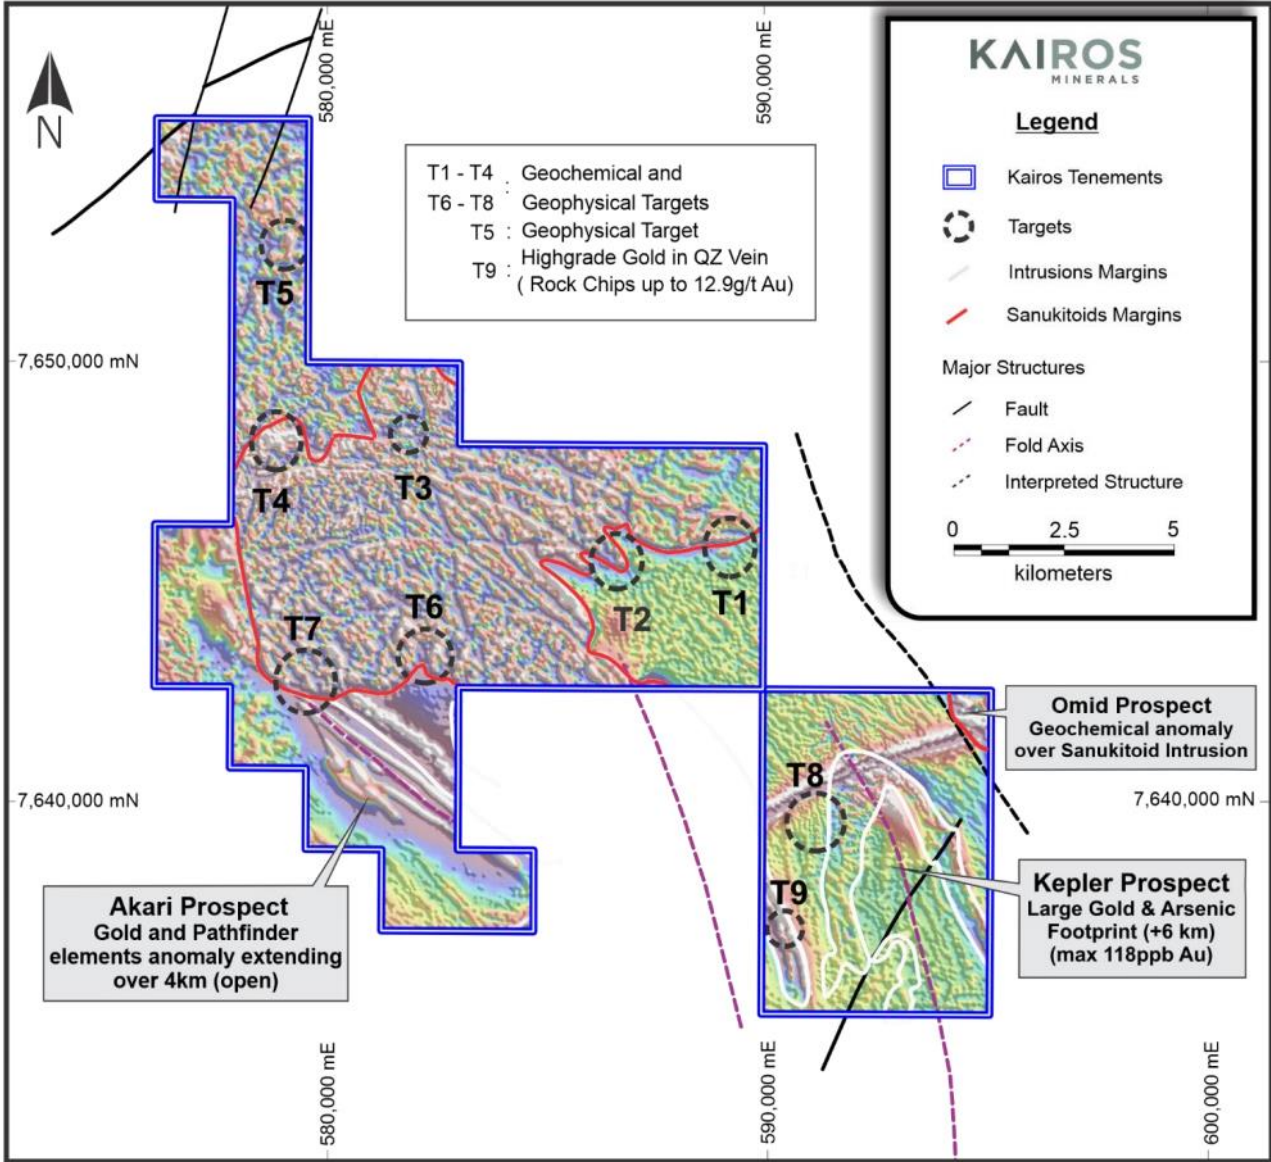 580,000 mE
590,000 mE
KAIROS
MINERALS
Legend
Kairos Tenements
Targets
Intrusions Margins
Sanukitoids Margins
Major Structures
Fault
Fold Axis
Interpreted Structure
0 2.5 5
kilometers
N
T1 - T4 : Geochemical and
T6 - T8 Geophysical Targets
T5 : Geophysical Target
T9 : Highgrade Gold in QZ Vein
( Rock Chips up to 12.9g/t Au)
T5
7,650,000 mN
T4
T3
T2
T1
T7
T6
Omid Prospect
Geochemical anomaly
over Sanukitoid Intrusion
T8
7,640,000 mN
7,640,000 mN
T9
Akari Prospect
Gold and Pathfinder
elements anomaly extending
over 4km (open)
Kepler Prospect
Large Gold & Arsenic
Footprint (+6 km)
(max 118ppb Au)
580,000 mE
590,000 mE
600,000 mE